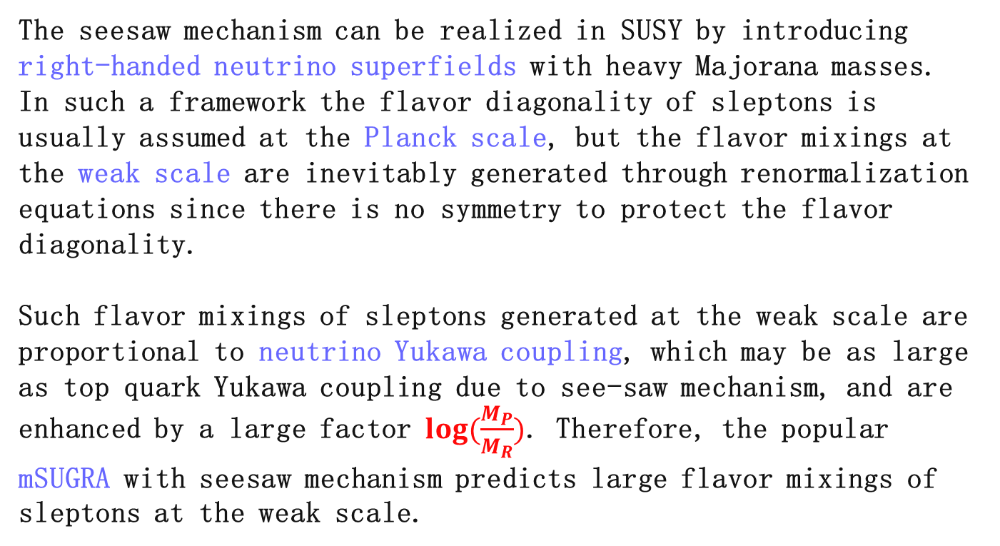 The seesaw mechanism can be realized in SUSY by introducing
right-handed neutrino superfields with heavy Majorana masses.
In such a framework the flavor diagonality of sleptons is
usually assumed at the Planck scale, but the flavor mixings at
the weak scale are inevitably generated through renormalization
equations since there is no symmetry to protect the flavor
diagonality.
Such flavor mixings of sleptons generated at the weak scale are
proportional to neutrino Yukawa coupling, which may be as large
as top quark Yukawa coupling due to see-saw mechanism, and are
enhanced by a large factor log(M_P/M_R). Therefore, the popular
mSUGRA with seesaw mechanism predicts large flavor mixings of
sleptons at the weak scale.